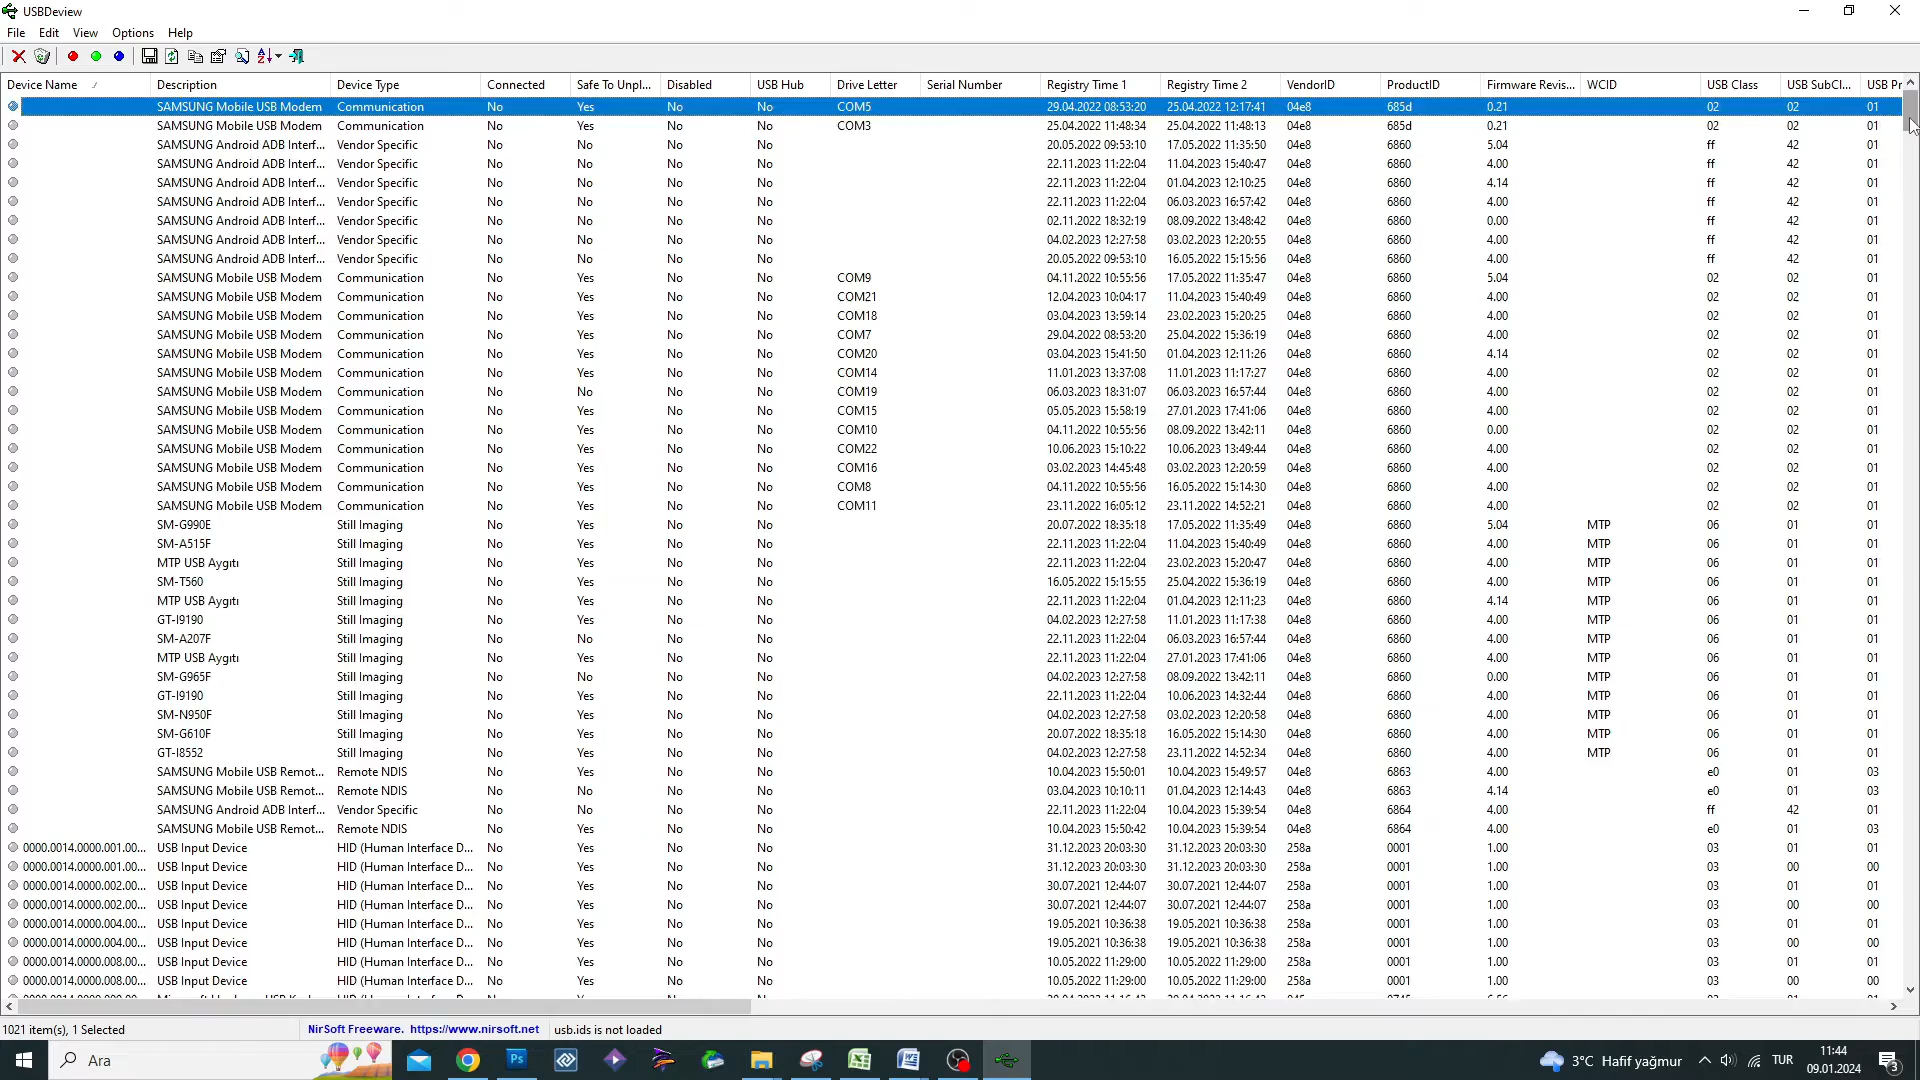 USBDeview
File Edit View Options Help
Device Name Description Device Type Connected Safe To Unpl... Disabled USB Hub Drive Letter Serial Number Registry Time 1 Registry Time 2 VendorID ProductID Firmware Revis... WCID USB Class USB SubCl... USB Pr
SAMSUNG Mobile USB Modem Communication No Yes No No COM5 29.04.2022 08:53:20 25.04.2022 12:17:41 04e8 685d 0.21 02 02 01
SAMSUNG Mobile USB Modem Communication No Yes No No COM3 25.04.2022 11:48:34 25.04.2022 11:48:13 04e8 685d 0.21 02 02 01
SAMSUNG Android ADB Interf... Vendor Specific No Yes No No 20.05.2022 09:53:10 17.05.2022 11:35:50 04e8 6860 5.04 ff 42 01
SAMSUNG Android ADB Interf... Vendor Specific No Yes No No 22.11.2023 11:22:04 11.04.2023 15:40:47 04e8 6860 4.00 ff 42 01
SAMSUNG Android ADB Interf... Vendor Specific No No No No 22.11.2023 11:22:04 01.04.2023 12:10:25 04e8 6860 4.14 ff 42 01
SAMSUNG Android ADB Interf... Vendor Specific No No No No 22.11.2023 11:22:04 06.03.2023 16:57:42 04e8 6860 4.00 ff 42 01
SAMSUNG Android ADB Interf... Vendor Specific No No No No 02.11.2022 18:32:19 08.09.2022 13:48:42 04e8 6860 0.00 ff 42 01
SAMSUNG Android ADB Interf... Vendor Specific No No No No 04.02.2023 12:27:58 03.02.2023 12:20:55 04e8 6860 4.00 ff 42 01
SAMSUNG Android ADB Interf... Vendor Specific No No No No 20.05.2022 09:53:10 16.05.2022 15:15:56 04e8 6860 4.00 ff 42 01
SAMSUNG Mobile USB Modem Communication No Yes No No COM9 04.11.2022 10:55:56 17.05.2022 11:35:47 04e8 6860 5.04 02 02 01
SAMSUNG Mobile USB Modem Communication No Yes No No COM21 12.04.2023 10:04:17 11.04.2023 15:40:49 04e8 6860 4.00 02 02 01
SAMSUNG Mobile USB Modem Communication No Yes No No COM18 03.04.2023 13:59:14 23.02.2023 15:20:25 04e8 6860 4.00 02 02 01
SAMSUNG Mobile USB Modem Communication No Yes No No COM7 29.04.2022 08:53:20 25.04.2022 15:36:19 04e8 6860 4.00 02 02 01
SAMSUNG Mobile USB Modem Communication No Yes No No COM20 03.04.2023 15:41:50 01.04.2023 12:11:26 04e8 6860 4.14 02 02 01
SAMSUNG Mobile USB Modem Communication No Yes No No COM14 11.01.2023 13:37:08 11.01.2023 11:17:27 04e8 6860 4.00 02 02 01
SAMSUNG Mobile USB Modem Communication No No No No COM19 06.03.2023 18:31:07 06.03.2023 16:57:44 04e8 6860 4.00 02 02 01
SAMSUNG Mobile USB Modem Communication No Yes No No COM15 05.05.2023 15:58:19 27.01.2023 17:41:06 04e8 6860 4.00 02 02 01
SAMSUNG Mobile USB Modem Communication No Yes No No COM10 04.11.2022 10:55:56 08.09.2022 13:42:11 04e8 6860 0.00 02 02 01
SAMSUNG Mobile USB Modem Communication No Yes No No COM22 10.06.2023 15:10:22 10.06.2023 13:49:44 04e8 6860 4.00 02 02 01
SAMSUNG Mobile USB Modem Communication No Yes No No COM16 03.02.2023 14:45:48 03.02.2023 12:20:59 04e8 6860 4.00 02 02 01
SAMSUNG Mobile USB Modem Communication No Yes No No COM8 04.11.2022 10:55:56 16.05.2022 15:14:30 04e8 6860 4.00 02 02 01
SAMSUNG Mobile USB Modem Communication No Yes No No COM11 23.11.2022 16:05:12 23.11.2022 14:52:21 04e8 6860 4.00 02 02 01
SM-G990E Still Imaging No Yes No No 20.07.2022 18:35:18 17.05.2022 11:35:49 04e8 6860 5.04 MTP 06 01 01
SM-A515F Still Imaging No Yes No No 22.11.2023 11:22:04 11.04.2023 15:40:49 04e8 6860 4.00 MTP 06 01 01
MTP USB Aygıtı Still Imaging No Yes No No 22.11.2023 11:22:04 23.02.2023 15:20:47 04e8 6860 4.00 MTP 06 01 01
SM-T560 Still Imaging No Yes No No 16.05.2022 15:15:55 25.04.2022 15:36:19 04e8 6860 4.00 MTP 06 01 01
MTP USB Aygıtı Still Imaging No Yes No No 22.11.2023 11:22:04 01.04.2023 12:11:23 04e8 6860 4.14 MTP 06 01 01
GT-I9190 Still Imaging No Yes No No 04.02.2023 12:27:58 11.01.2023 11:17:38 04e8 6860 4.00 MTP 06 01 01
SM-A207F Still Imaging No No No No 22.11.2023 11:22:04 06.03.2023 16:57:44 04e8 6860 4.00 MTP 06 01 01
MTP USB Aygıtı Still Imaging No Yes No No 22.11.2023 11:22:04 27.01.2023 17:41:06 04e8 6860 4.00 MTP 06 01 01
SM-G965F Still Imaging No No No No 04.02.2023 12:27:58 08.09.2022 13:42:11 04e8 6860 0.00 MTP 06 01 01
GT-I9190 Still Imaging No Yes No No 22.11.2023 11:22:04 10.06.2023 14:32:44 04e8 6860 4.00 MTP 06 01 01
SM-N950F Still Imaging No Yes No No 04.02.2023 12:27:58 03.02.2023 12:20:58 04e8 6860 4.00 MTP 06 01 01
SM-G610F Still Imaging No Yes No No 20.07.2022 18:35:18 16.05.2022 15:14:30 04e8 6860 4.00 MTP 06 01 01
GT-I8552 Still Imaging No Yes No No 04.02.2023 12:27:58 23.11.2022 14:52:34 04e8 6860 4.00 MTP 06 01 01
SAMSUNG Mobile USB Remot... Remote NDIS No Yes No No 10.04.2023 15:50:01 10.04.2023 15:49:57 04e8 6863 4.00 e0 01 03
SAMSUNG Mobile USB Remot... Remote NDIS No No No No 03.04.2023 10:10:11 01.04.2023 12:14:43 04e8 6863 4.14 e0 01 03
SAMSUNG Android ADB Interf... Vendor Specific No Yes No No 22.11.2023 11:22:04 10.04.2023 15:39:54 04e8 6864 4.00 ff 42 01
SAMSUNG Mobile USB Remot... Remote NDIS No Yes No No 10.04.2023 15:50:42 10.04.2023 15:39:54 04e8 6864 4.00 e0 01 03
0000.0014.0000.001.00... USB Input Device HID (Human Interface D... No Yes No No 31.12.2023 20:03:30 31.12.2023 20:03:30 258a 0001 1.00 03 01 01
0000.0014.0000.001.00... USB Input Device HID (Human Interface D... No Yes No No 31.12.2023 20:03:30 31.12.2023 20:03:30 258a 0001 1.00 03 00 00
0000.0014.0000.002.00... USB Input Device HID (Human Interface D... No Yes No No 30.07.2021 12:44:07 30.07.2021 12:44:07 258a 0001 1.00 03 01 01
0000.0014.0000.002.00... USB Input Device HID (Human Interface D... No Yes No No 30.07.2021 12:44:07 30.07.2021 12:44:07 258a 0001 1.00 03 00 00
0000.0014.0000.004.00... USB Input Device HID (Human Interface D... No Yes No No 19.05.2021 10:36:38 19.05.2021 10:36:38 258a 0001 1.00 03 01 01
0000.0014.0000.004.00... USB Input Device HID (Human Interface D... No Yes No No 19.05.2021 10:36:38 19.05.2021 10:36:38 258a 0001 1.00 03 00 00
0000.0014.0000.008.00... USB Input Device HID (Human Interface D... No Yes No No 10.05.2022 11:29:00 10.05.2022 11:29:00 258a 0001 1.00 03 01 01
0000.0014.0000.008.00... USB Input Device HID (Human Interface D... No Yes No No 10.05.2022 11:29:00 10.05.2022 11:29:00 258a 0001 1.00 03 00 00
1021 item(s), 1 Selected NirSoft Freeware. https://www.nirsoft.net usb.ids is not loaded
Ara Ps 3°C Hafif yağmur TUR 11:44
09.01.2024 3